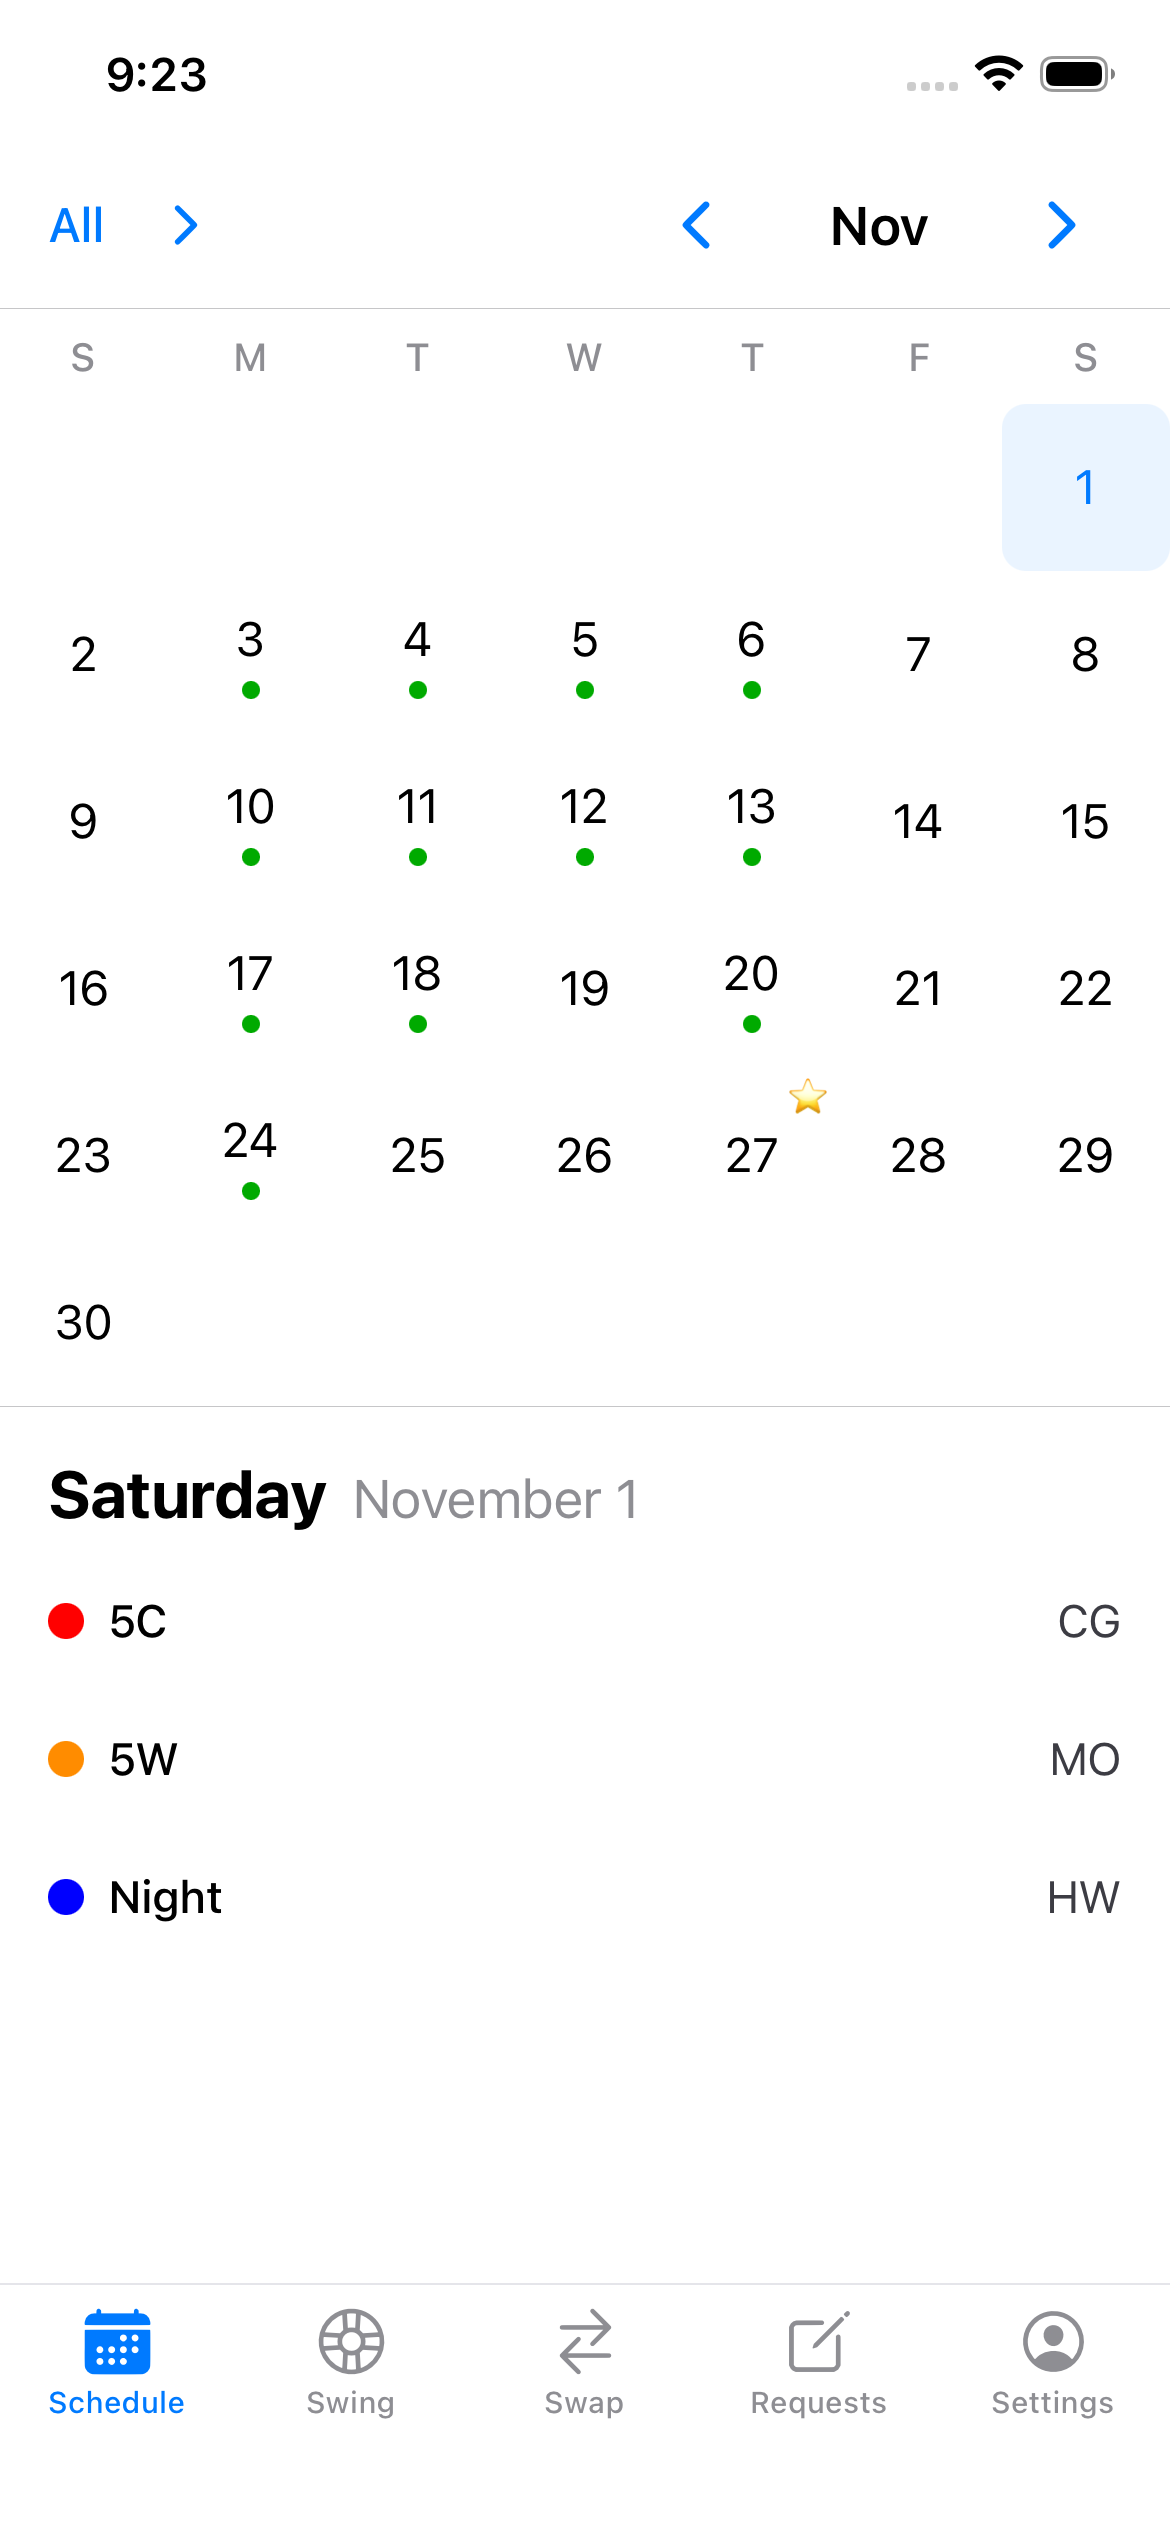 9:23
All Nov
S M T W T F S
1
2 3 4 5 6 7 8
9 10 11 12 13 14 15
16 17 18 19 20 21 22
23 24 25 26 27 28 29
30
Saturday November 1
5C CG
5W MO
Night HW
Schedule Swing Swap Requests Settings